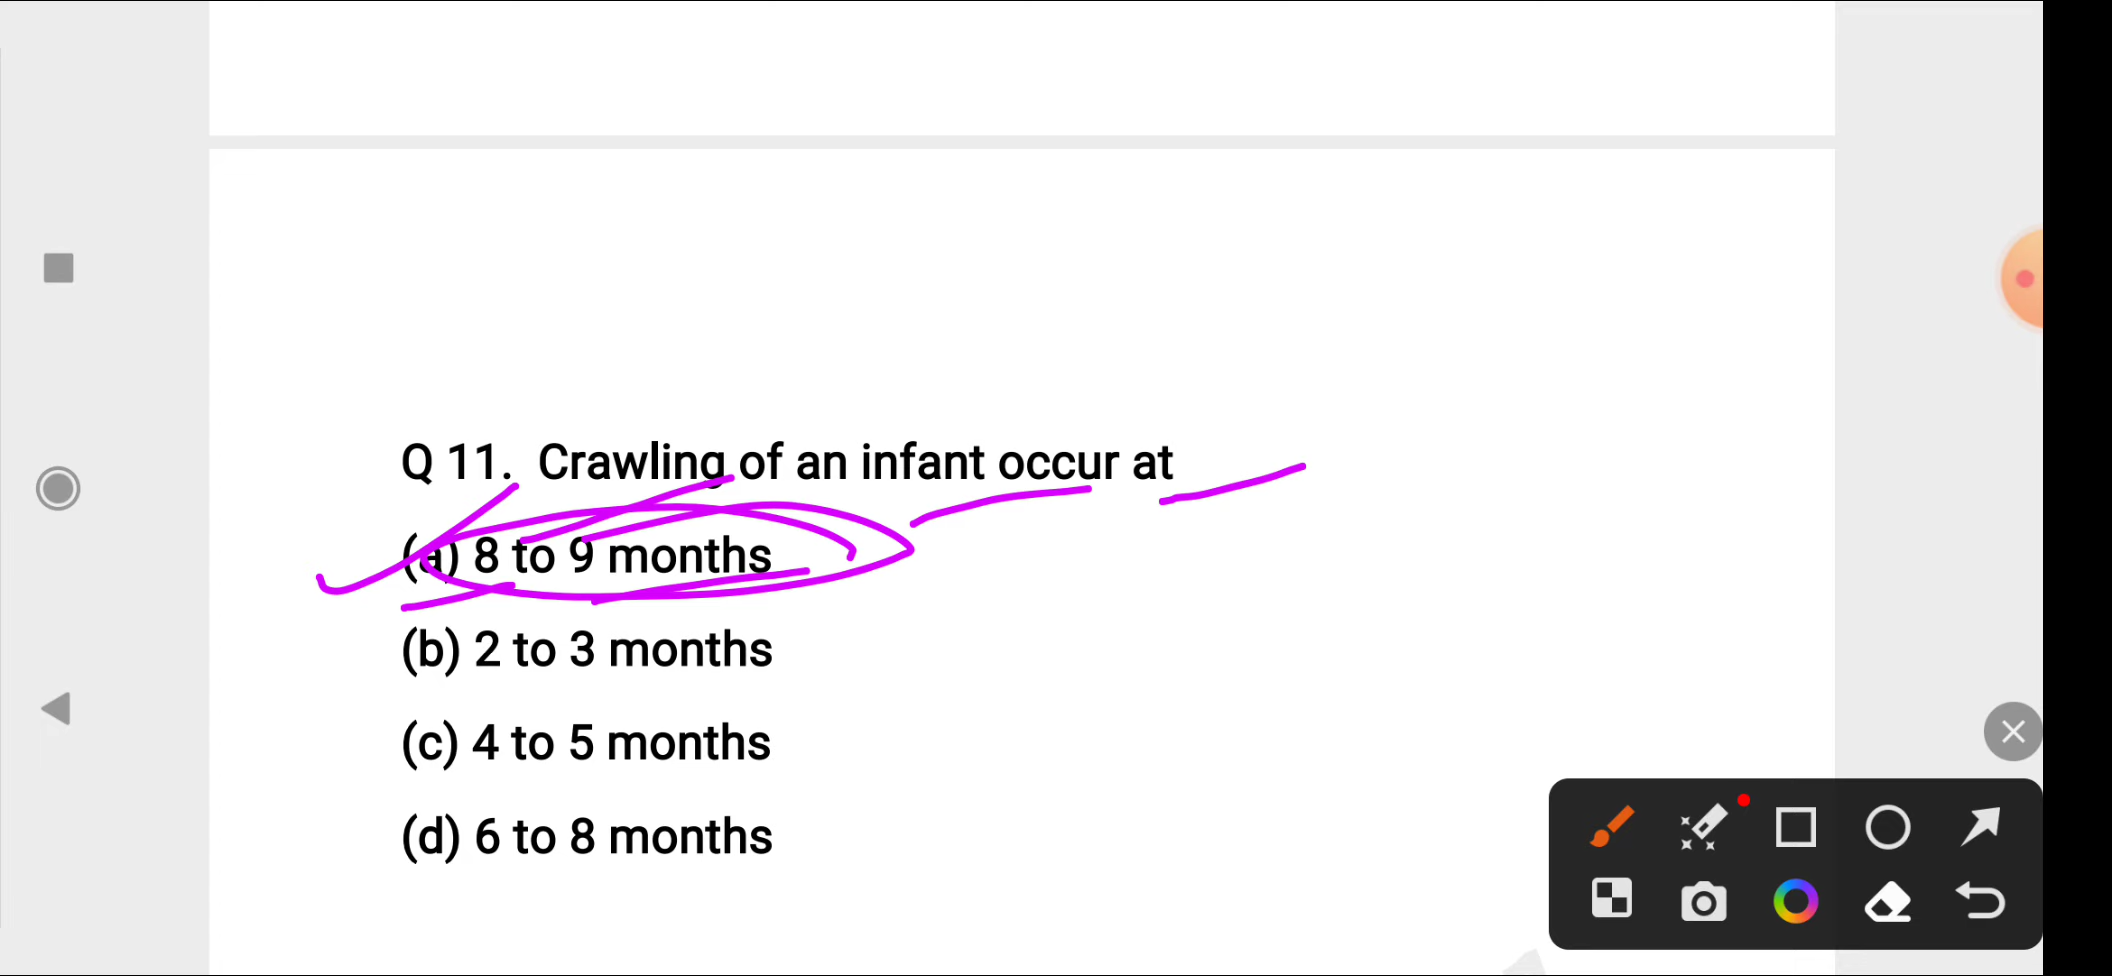 Q 11. Crawling of an infant occur at
(a) 8 to 9 months
(b) 2 to 3 months
(c) 4 to 5 months
(d) 6 to 8 months